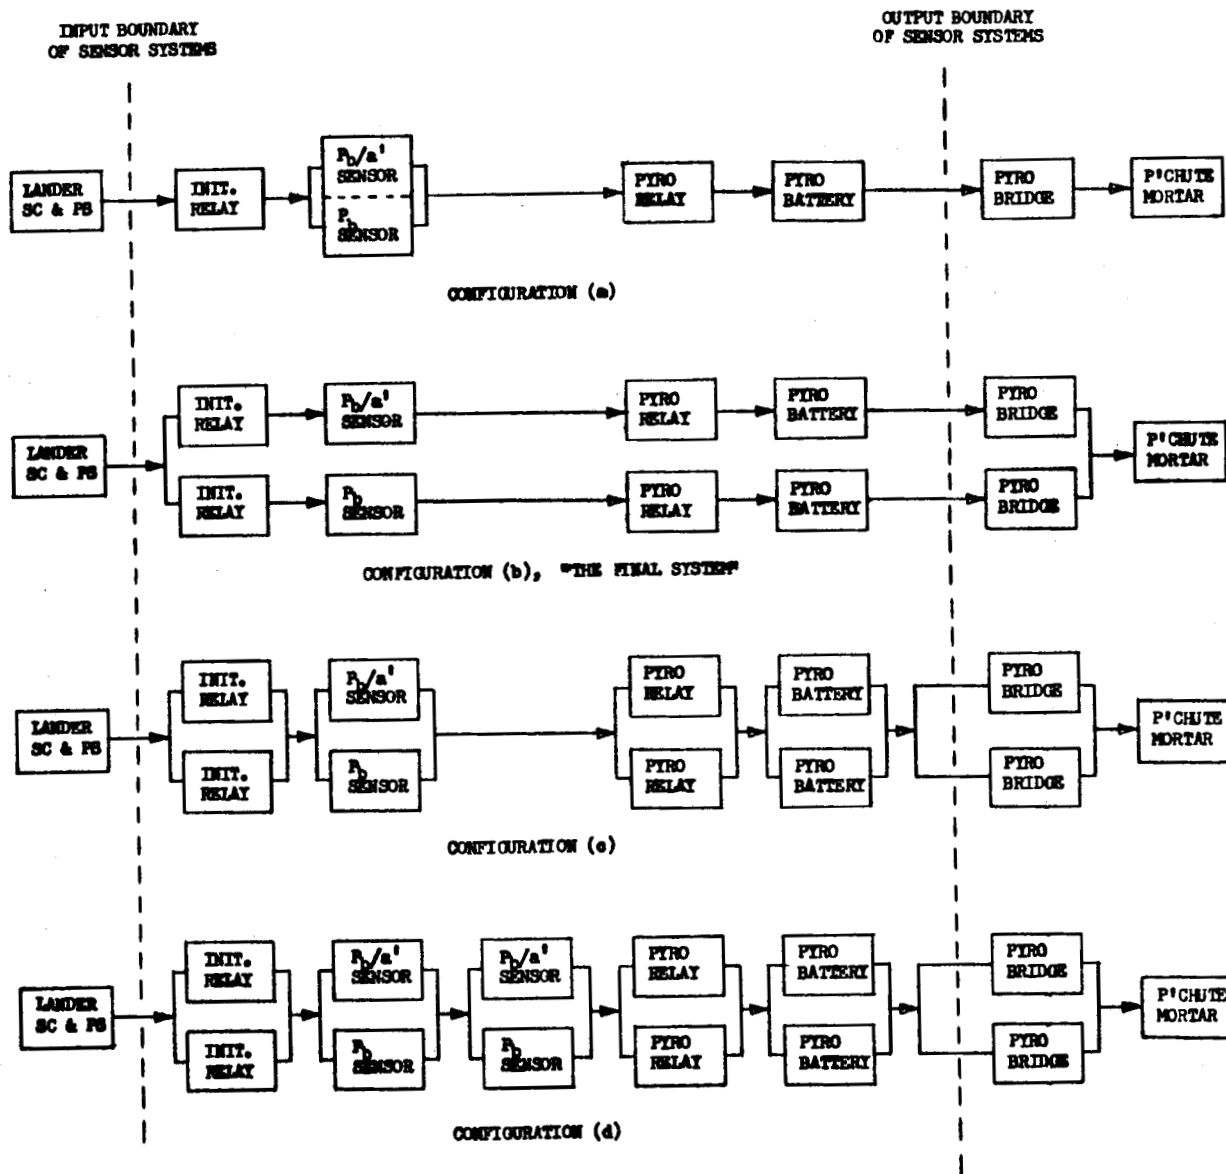 INPUT BOUNDARY
OF SENSOR SYSTEMS
OUTPUT BOUNDARY
OF SENSOR SYSTEMS
LANDER
SC & PS
INIT.
RELAY
Pb/a'
SENSOR
Pb
SENSOR
PYRO
RELAY
PYRO
BATTERY
PYRO
BRIDGE
P'CHUTE
MORTAR
CONFIGURATION (a)
LANDER
SC & PS
INIT.
RELAY
Pb/a'
SENSOR
PYRO
RELAY
PYRO
BATTERY
PYRO
BRIDGE
INIT.
RELAY
Pb
SENSOR
PYRO
RELAY
PYRO
BATTERY
PYRO
BRIDGE
P'CHUTE
MORTAR
CONFIGURATION (b), "THE FINAL SYSTEM"
LANDER
SC & PS
INIT.
RELAY
Pb/a'
SENSOR
PYRO
RELAY
PYRO
BATTERY
PYRO
BRIDGE
INIT.
RELAY
Pb
SENSOR
PYRO
RELAY
PYRO
BATTERY
PYRO
BRIDGE
P'CHUTE
MORTAR
CONFIGURATION (c)
LANDER
SC & PS
INIT.
RELAY
Pb/a'
SENSOR
Pb/a'
SENSOR
PYRO
RELAY
PYRO
BATTERY
PYRO
BRIDGE
INIT.
RELAY
Pb
SENSOR
Pb
SENSOR
PYRO
RELAY
PYRO
BATTERY
PYRO
BRIDGE
P'CHUTE
MORTAR
CONFIGURATION (d)